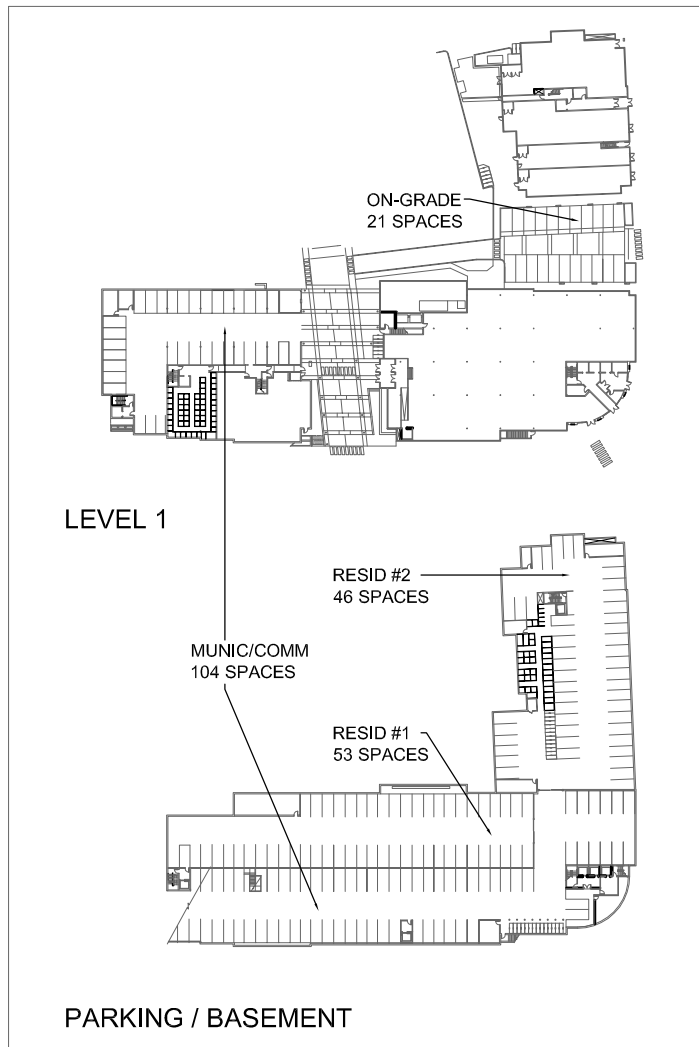 ON-GRADE
21 SPACES
LEVEL 1
RESID #2
46 SPACES
MUNIC/COMM
104 SPACES
RESID #1
53 SPACES
PARKING / BASEMENT